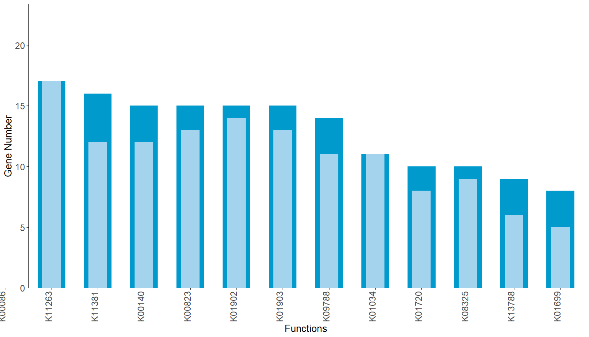 Gene Number
20
15
10
5
0
K00086
K11263
K11381
K00140
K00823
K01902
K01903
K09788
K01034
K01720
K08325
K13788
K01699
Functions